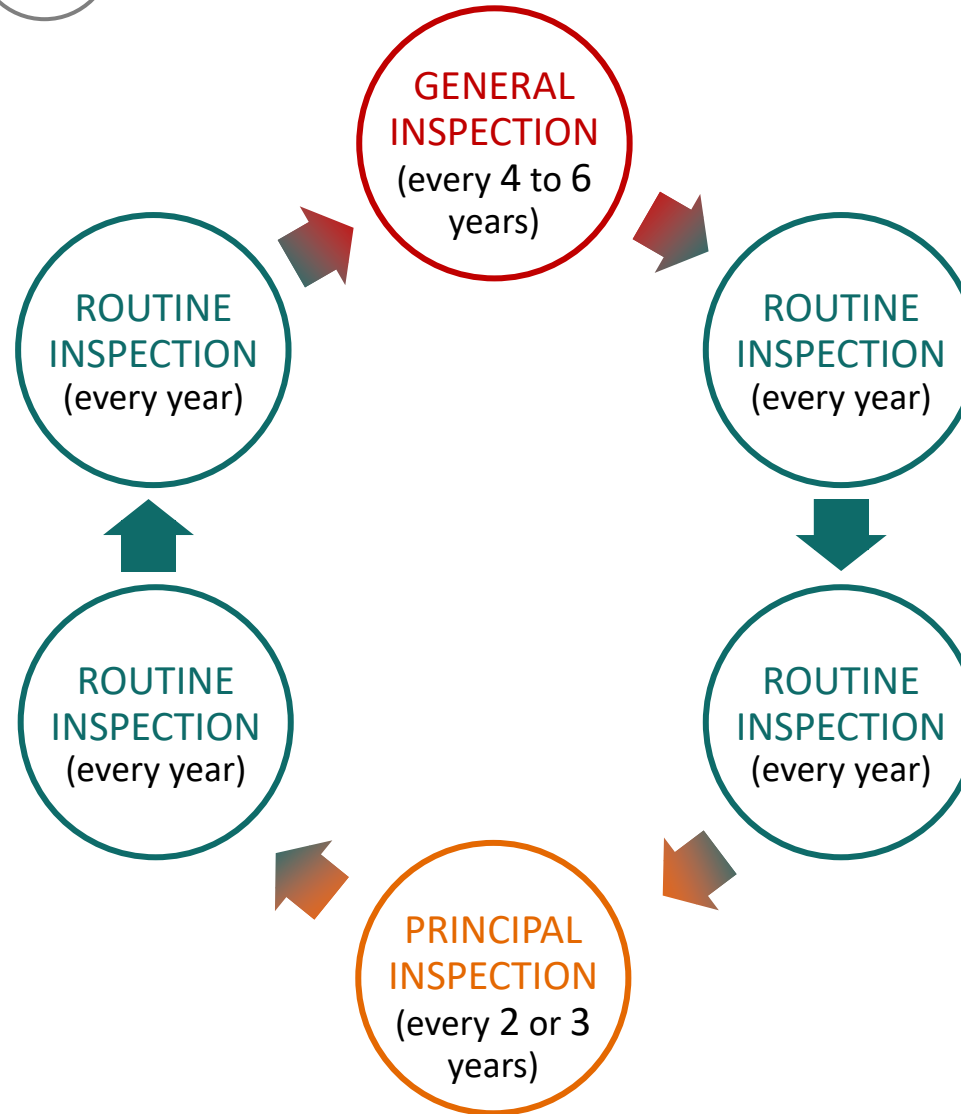 GENERAL
INSPECTION
(every 4 to 6
years)
ROUTINE
INSPECTION
(every year)
ROUTINE
INSPECTION
(every year)
ROUTINE
INSPECTION
(every year)
ROUTINE
INSPECTION
(every year)
PRINCIPAL
INSPECTION
(every 2 or 3
years)